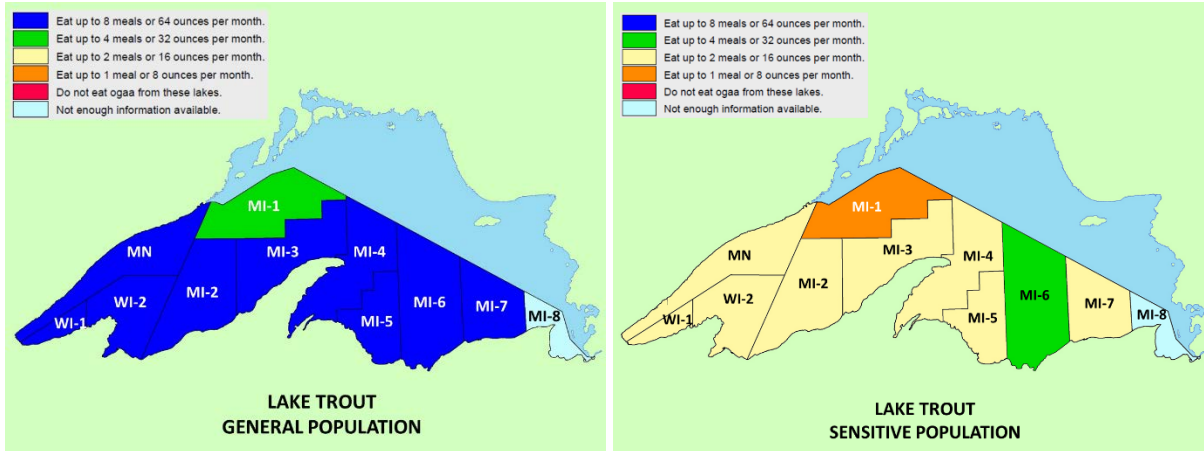 Eat up to 8 meals or 64 ounces per month.
Eat up to 4 meals or 32 ounces per month.
Eat up to 2 meals or 16 ounces per month.
Eat up to 1 meal or 8 ounces per month.
Do not eat ogaa from these lakes.
Not enough information available.
MI-1
MN
MI-3
MI-4
WI-2
MI-2
MI-6
MI-7
WI-1
MI-5
MI-8
LAKE TROUT
GENERAL POPULATION
Eat up to 8 meals or 64 ounces per month.
Eat up to 4 meals or 32 ounces per month.
Eat up to 2 meals or 16 ounces per month.
Eat up to 1 meal or 8 ounces per month.
Do not eat ogaa from these lakes.
Not enough information available.
MI-1
MN
MI-3
MI-4
WI-2
MI-2
MI-6
MI-7
WI-1
MI-5
MI-8
LAKE TROUT
SENSITIVE POPULATION